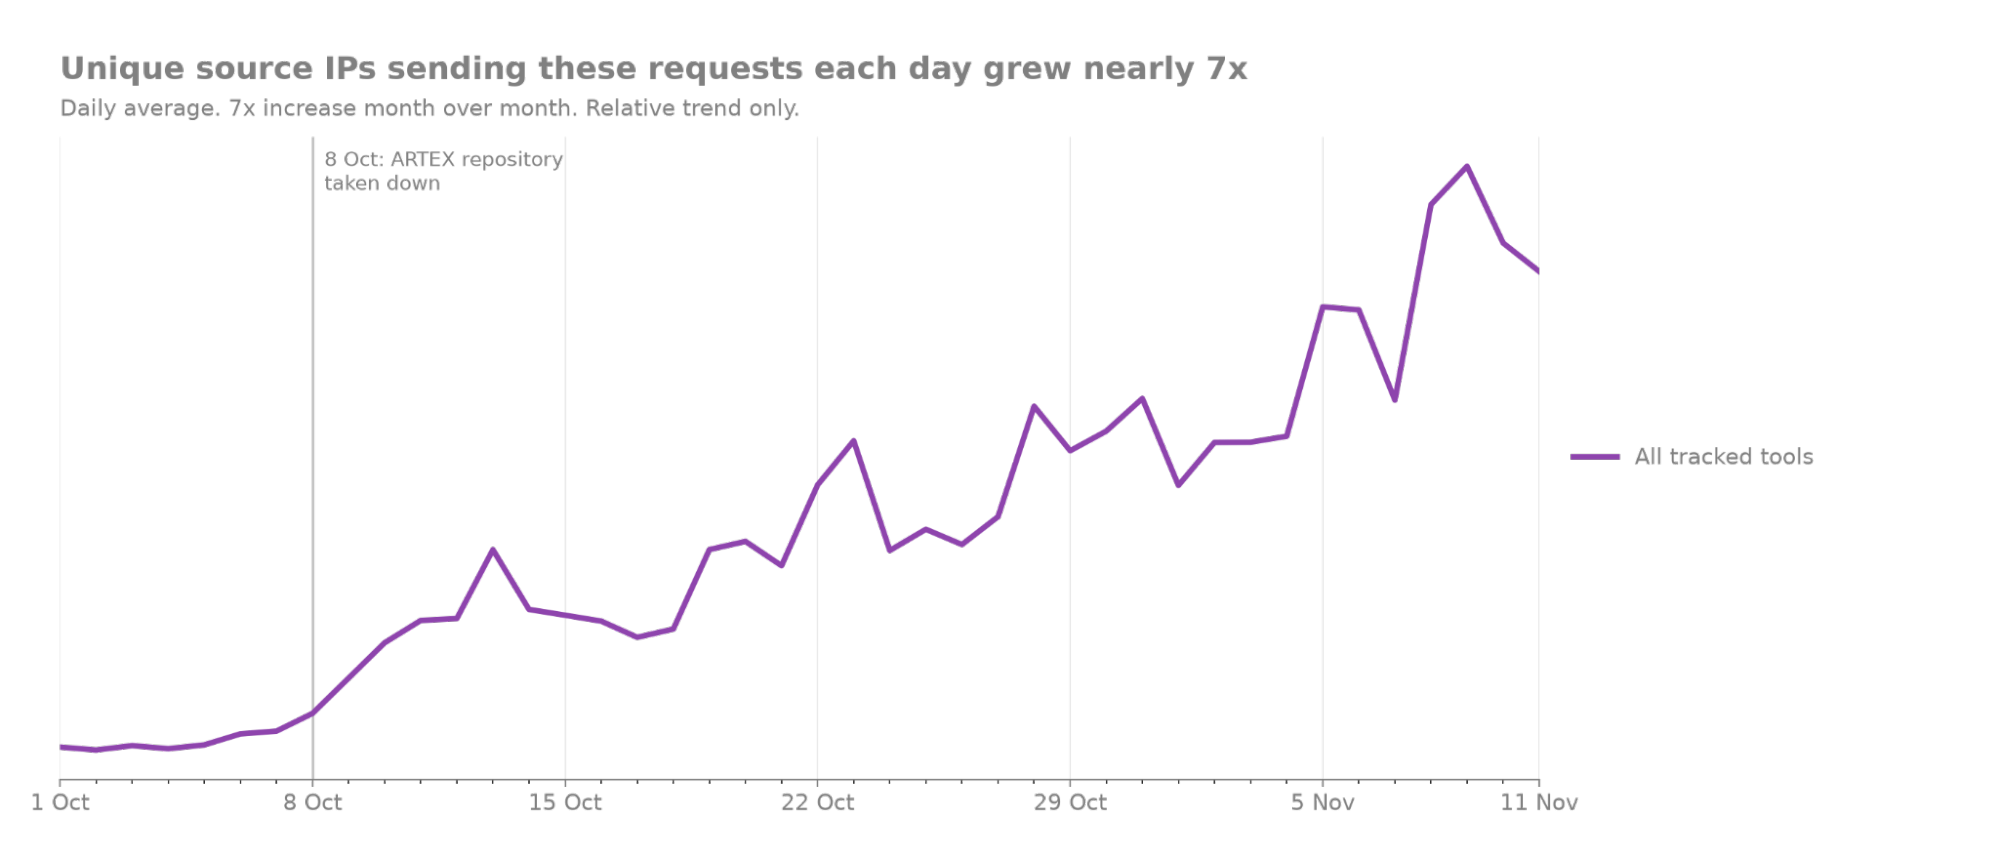 Unique source IPs sending these requests each day grew nearly 7x
Daily average. 7x increase month over month. Relative trend only.
8 Oct: ARTEX repository
taken down
All tracked tools
1 Oct
8 Oct
15 Oct
22 Oct
29 Oct
5 Nov
11 Nov